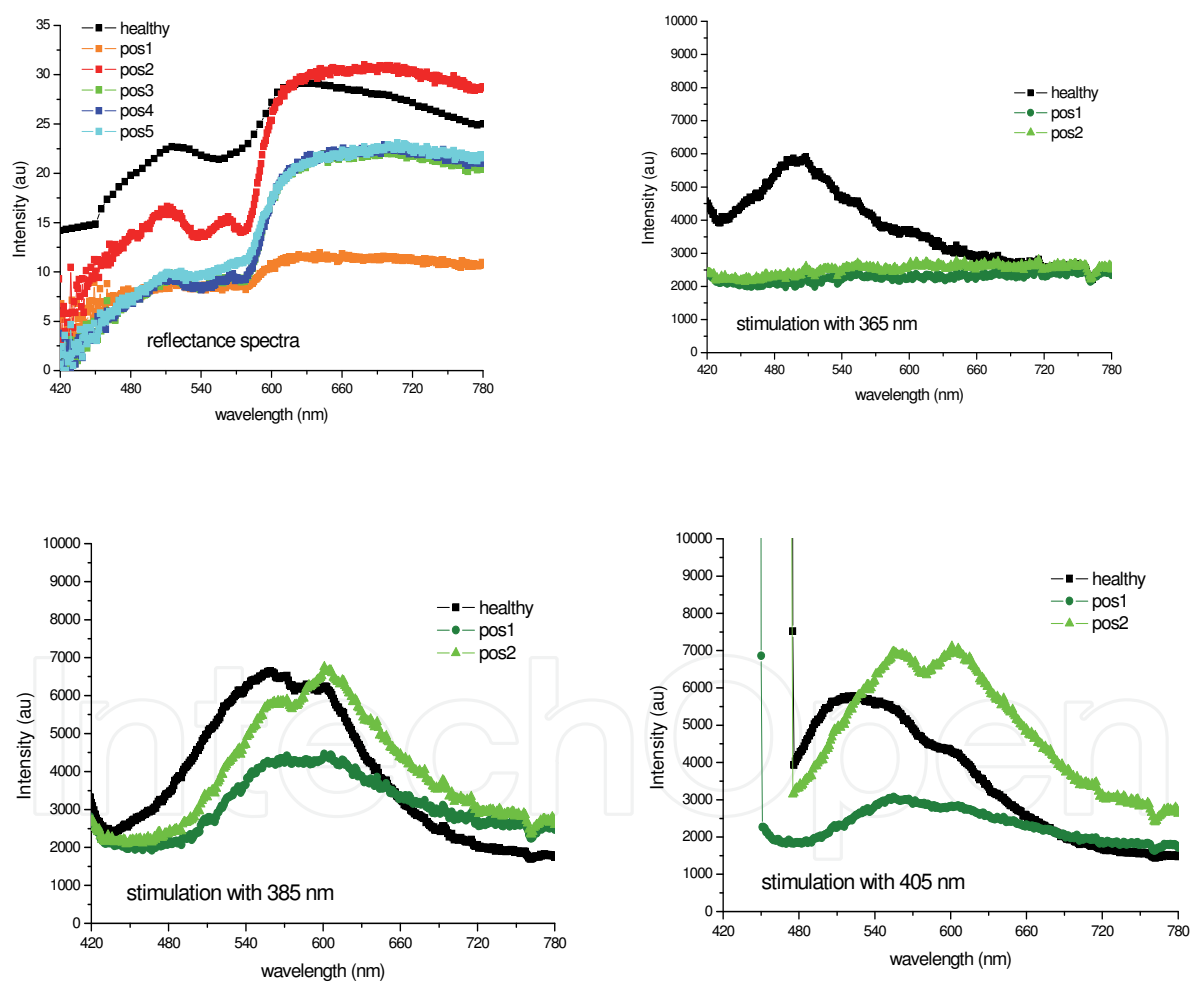 35
30
25
20
15
10
5
0
Intensity (au)
healthy
pos1
pos2
pos3
pos4
pos5
reflectance spectra
420 480 540 600 660 720 780
wavelength (nm)
10000
9000
8000
7000
6000
5000
4000
3000
2000
1000
0
Intensity (au)
healthy
pos1
pos2
stimulation with 365 nm
420 480 540 600 660 720 780
wavelength (nm)
10000
9000
8000
7000
6000
5000
4000
3000
2000
1000
0
Intensity (au)
healthy
pos1
pos2
stimulation with 385 nm
420 480 540 600 660 720 780
wavelength (nm)
10000
9000
8000
7000
6000
5000
4000
3000
2000
1000
0
Intensity (au)
healthy
pos1
pos2
stimulation with 405 nm
420 480 540 600 660 720 780
wavelength (nm)
IntechOpen